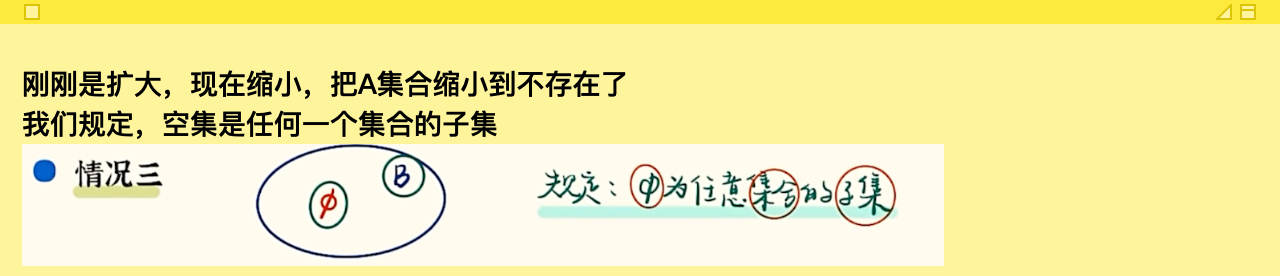 刚刚是扩大，现在缩小，把A集合缩小到不存在了
我们规定，空集是任何一个集合的子集
情况三
φ
B
规定：φ为任意集合的子集